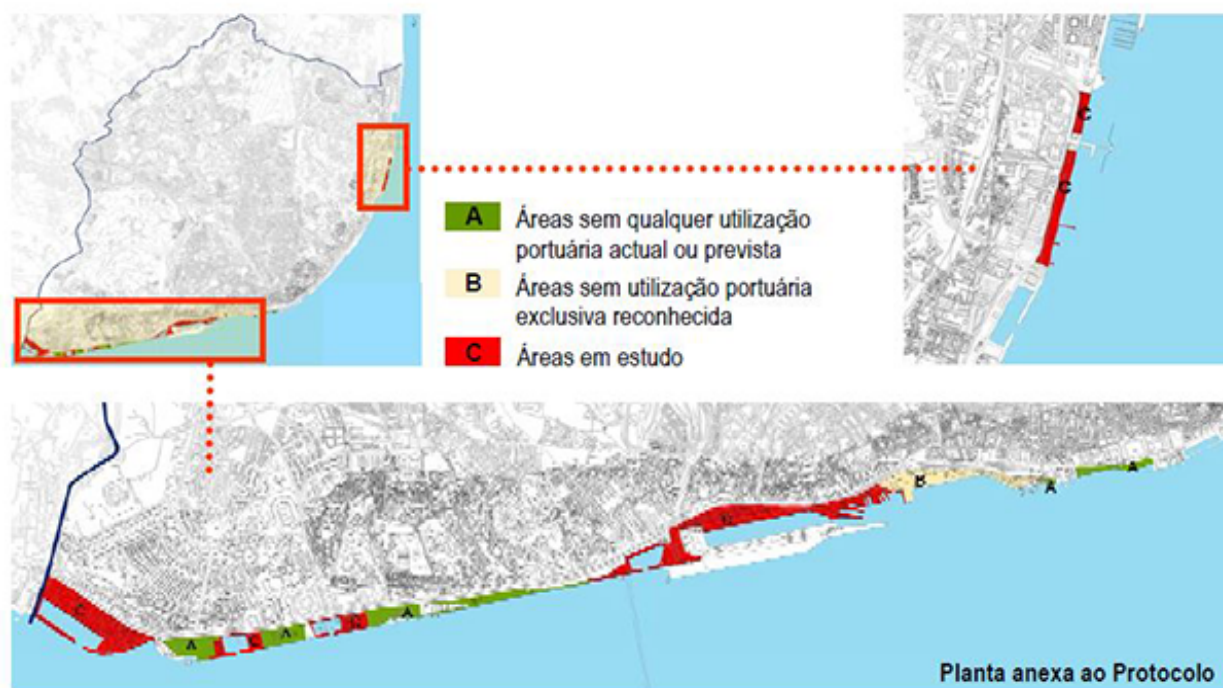 C
C
A
Áreas sem qualquer utilização
portuária actual ou prevista
B
Áreas sem utilização portuária
exclusiva reconhecida
C
Áreas em estudo
A
B
A
C
A
C
A
C
C
A
Planta anexa ao Protocolo